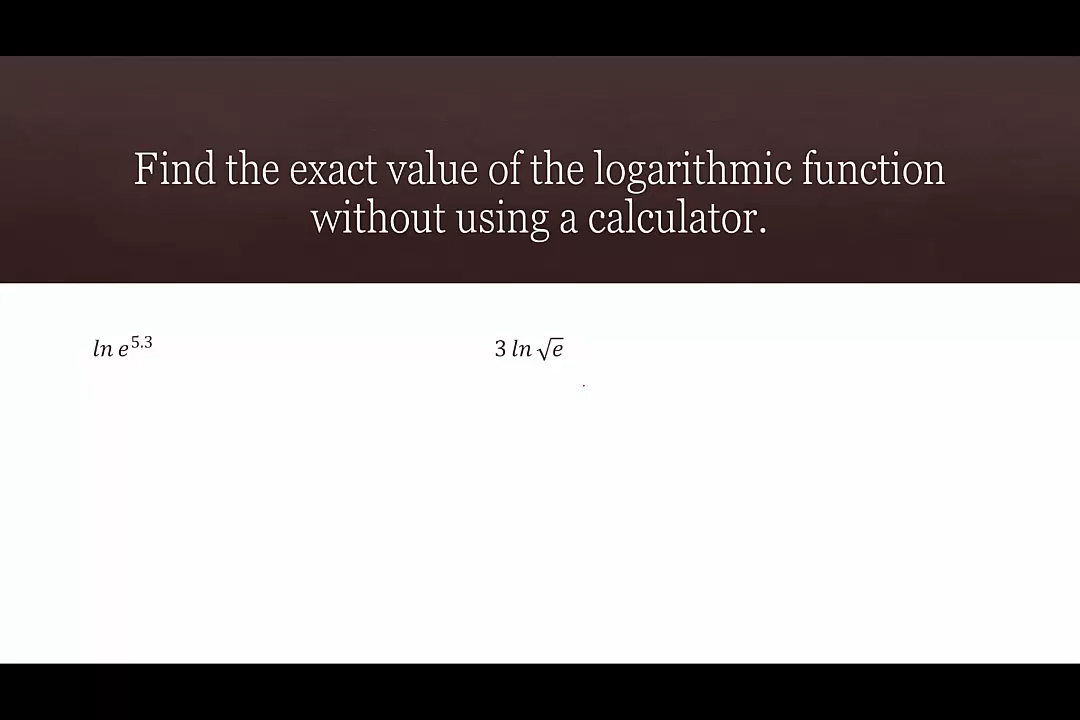 Find the exact value of the logarithmic function
without using a calculator.
ln e^5.3
3 ln √e